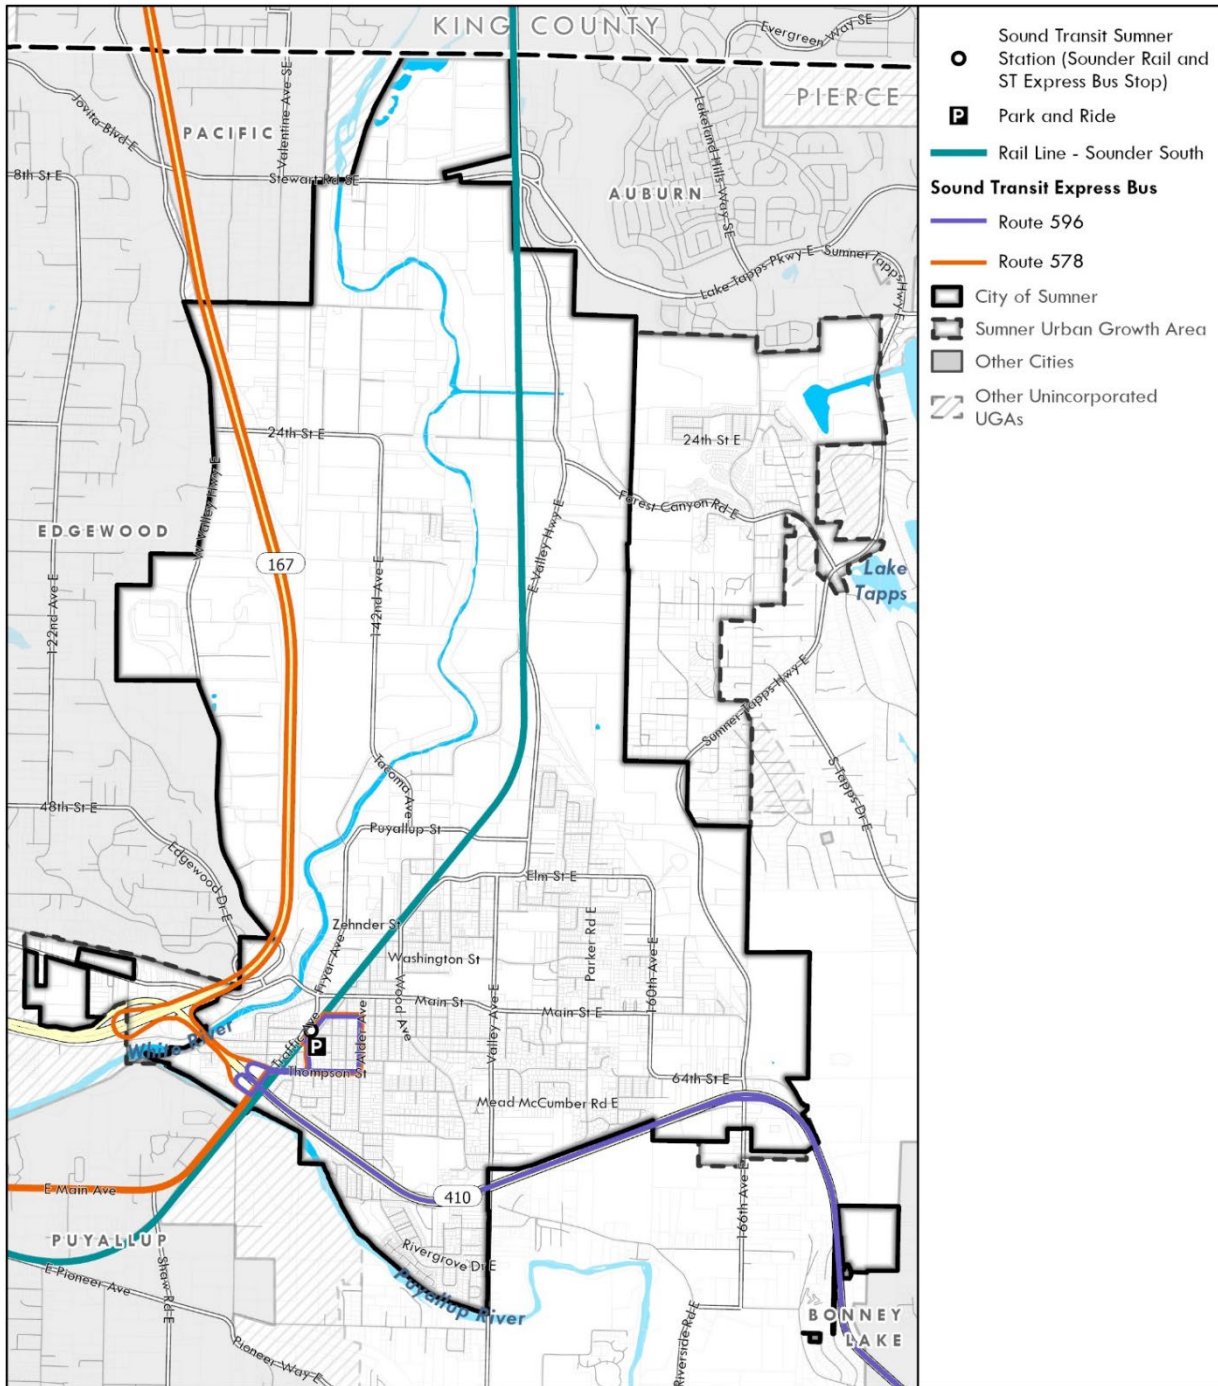 KING COUNTY
Evergreen Way SE
PIERCE
Jovita Blvd E
PACIFIC
Valentine Ave SE
Lakeland Hills Way SE
8th St E
Stewart Rd SE
AUBURN
Lake Tapps Pkwy E
Sumner Tapps Hwy E
24th St E
24th St E
W Valley Hwy E
Forest Canyon Rd E
EDGEWOOD
E Valley Hwy E
167
142nd Ave E
122nd Ave E
Lake
Tapps
Sumner Tapps Hwy E
S Tapps Dr E
Tacoma Ave
48th St E
Puyallup St
Edgewood Dr E
Elm St E
Zehnder St
Fryar Ave
Parker Rd E
160th Ave E
Washington St
Wood Ave
Main St
Main St E
Valley Ave E
White River
Traffic Ave
P
Alder Ave
Thompson St
64th St E
Mead McCumber Rd E
410
166th Ave E
E Main Ave
PUYALLUP
Rivergrove Dr E
E Pioneer Ave
Shaw Rd E
Puyallup River
Riverside Rd E
Pioneer Way E
BONNEY
LAKE
Sound Transit Sumner
Station (Sounder Rail and
ST Express Bus Stop)
P Park and Ride
Rail Line - Sounder South
Sound Transit Express Bus
Route 596
Route 578
City of Sumner
Sumner Urban Growth Area
Other Cities
Other Unincorporated
UGAs